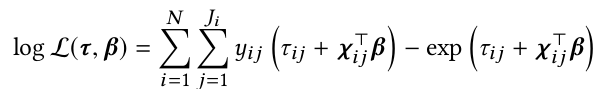 log ℒ(τ, β) = ∑_{i=1}^{N} ∑_{j=1}^{J_i} y_{ij} (τ_{ij} + χ_{ij}^⊤ β) − exp (τ_{ij} + χ_{ij}^⊤ β)